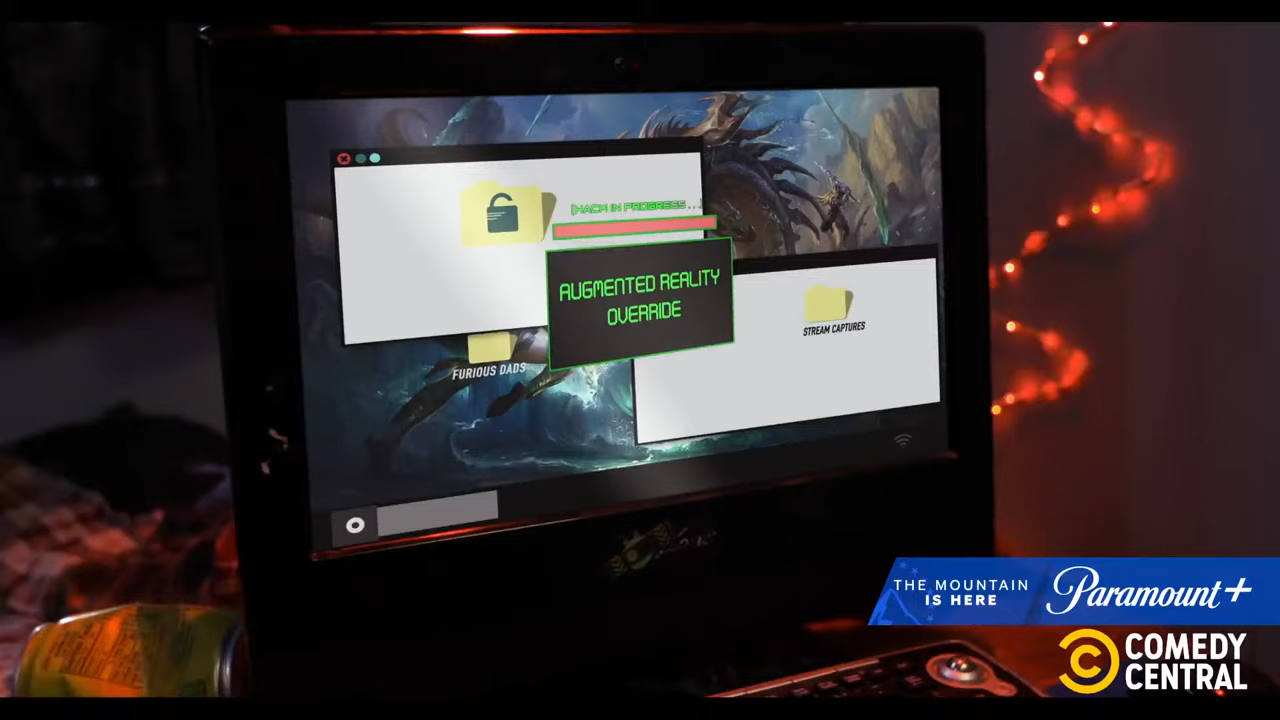 [HACK IN PROGRESS...
AUGMENTED REALITY
OVERRIDE
STREAM CAPTURES
FURIOUS DADS
THE MOUNTAIN
IS HERE
Paramount+
COMEDY
CENTRAL